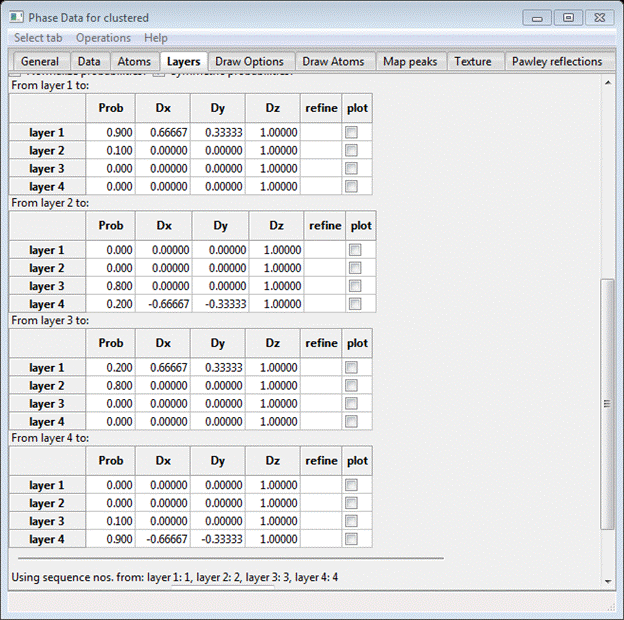 Phase Data for clustered
Select tab Operations Help
General Data Atoms Layers Draw Options Draw Atoms Map peaks Texture Pawley reflections
Normalize probabilities? Symmetric probabilities?
From layer 1 to:
Prob Dx Dy Dz refine plot
layer 1 0.900 0.66667 0.33333 1.00000
layer 2 0.100 0.00000 0.00000 1.00000
layer 3 0.000 0.00000 0.00000 1.00000
layer 4 0.000 0.00000 0.00000 1.00000
From layer 2 to:
Prob Dx Dy Dz refine plot
layer 1 0.000 0.00000 0.00000 1.00000
layer 2 0.000 0.00000 0.00000 1.00000
layer 3 0.800 0.00000 0.00000 1.00000
layer 4 0.200 -0.66667 -0.33333 1.00000
From layer 3 to:
Prob Dx Dy Dz refine plot
layer 1 0.200 0.66667 0.33333 1.00000
layer 2 0.800 0.00000 0.00000 1.00000
layer 3 0.000 0.00000 0.00000 1.00000
layer 4 0.000 0.00000 0.00000 1.00000
From layer 4 to:
Prob Dx Dy Dz refine plot
layer 1 0.000 0.00000 0.00000 1.00000
layer 2 0.000 0.00000 0.00000 1.00000
layer 3 0.100 0.00000 0.00000 1.00000
layer 4 0.900 -0.66667 -0.33333 1.00000
Using sequence nos. from: layer 1: 1, layer 2: 2, layer 3: 3, layer 4: 4